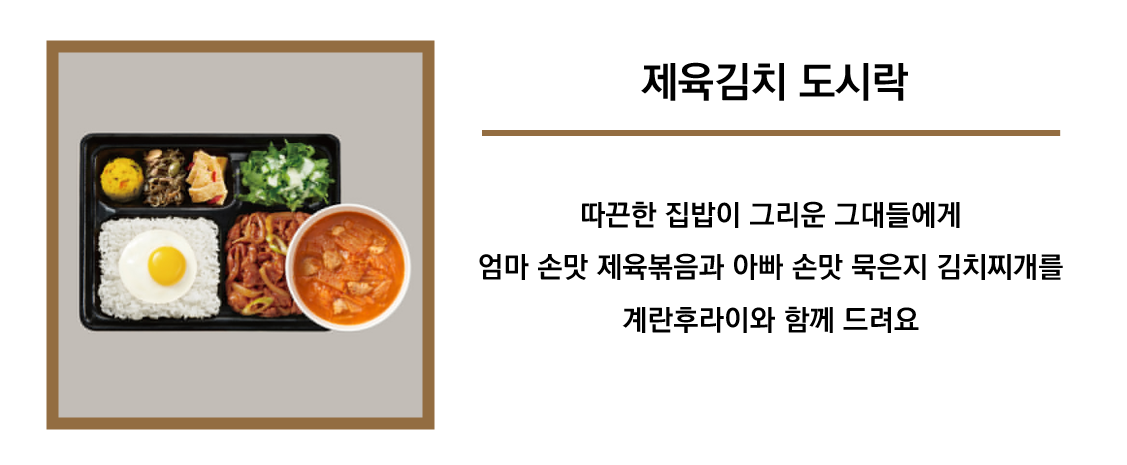 제육김치 도시락
따끈한 집밥이 그리운 그대들에게
엄마 손맛 제육볶음과 아빠 손맛 묵은지 김치찌개를
계란후라이와 함께 드려요